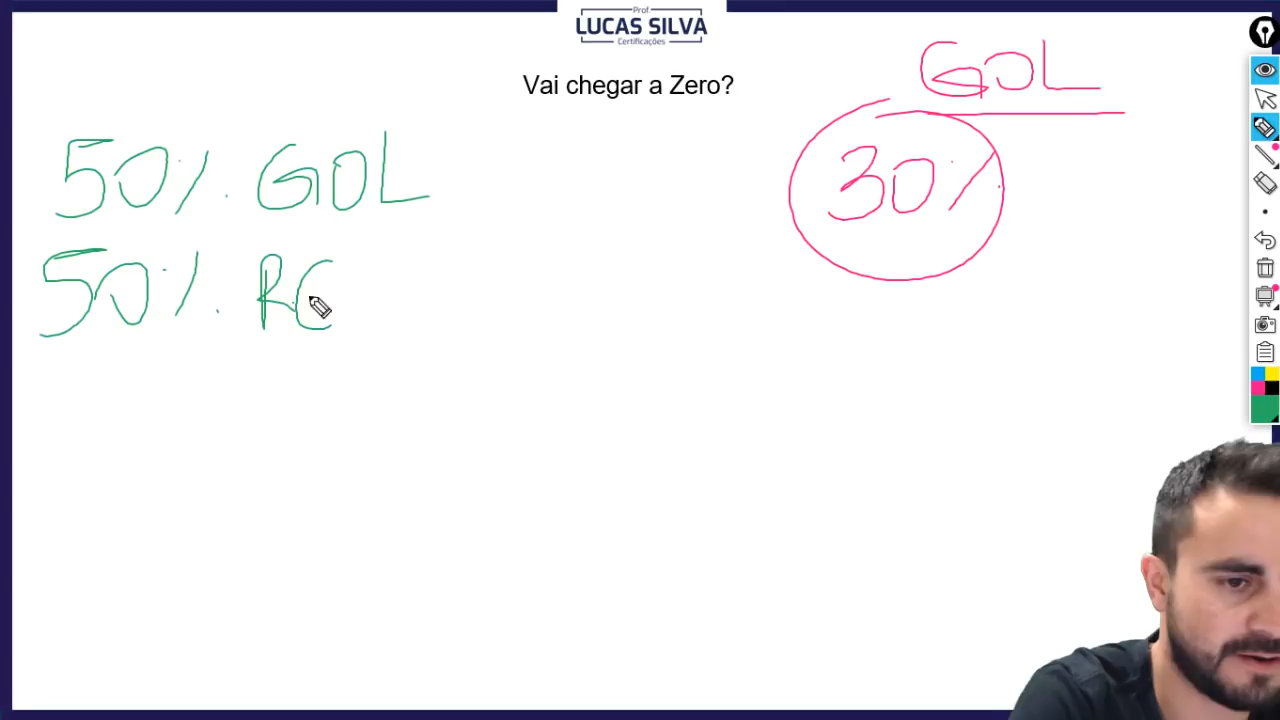 Prof.
LUCAS SILVA
Certificações
Vai chegar a Zero?
GOL
30%
50% GOL
50% RC